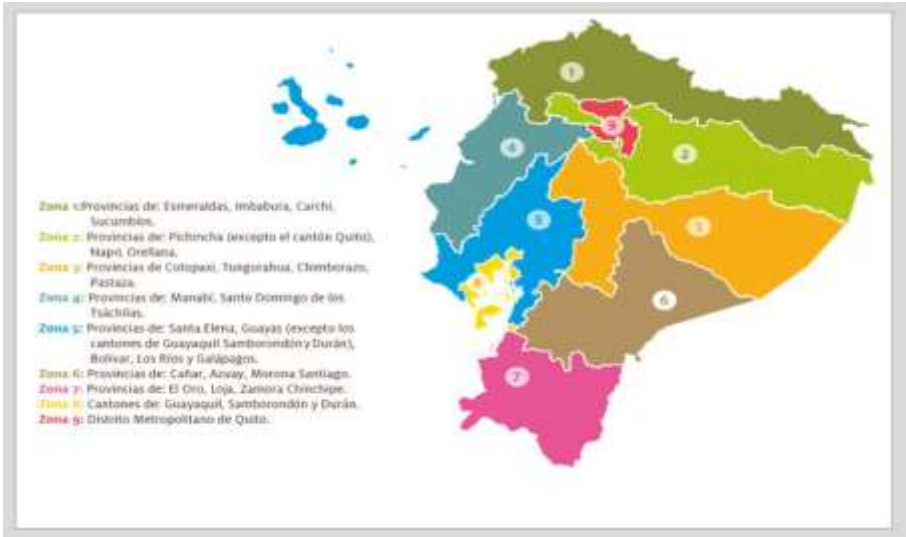 Zona 1:Provincias de: Esmeraldas, Imbabura, Carchi,
Sucumbíos.
Zona 2: Provincias de: Pichincha (excepto el cantón Quito),
Napo, Orellana.
Zona 3: Provincias de Cotopaxi, Tungurahua, Chimborazo,
Pastaza.
Zona 4: Provincias de: Manabí, Santo Domingo de los
Tsáchilas.
Zona 5: Provincias de: Santa Elena, Guayas (excepto los
cantones de Guayaquil Samborondón y Durán),
Bolívar, Los Ríos y Galápagos.
Zona 6: Provincias de: Cañar, Azuay, Morona Santiago.
Zona 7: Provincias de: El Oro, Loja, Zamora Chinchipe.
Zona 8: Cantones de: Guayaquil, Samborondón y Durán.
Zona 9: Distrito Metropolitano de Quito.
1
9
2
4
3
5
8
6
7